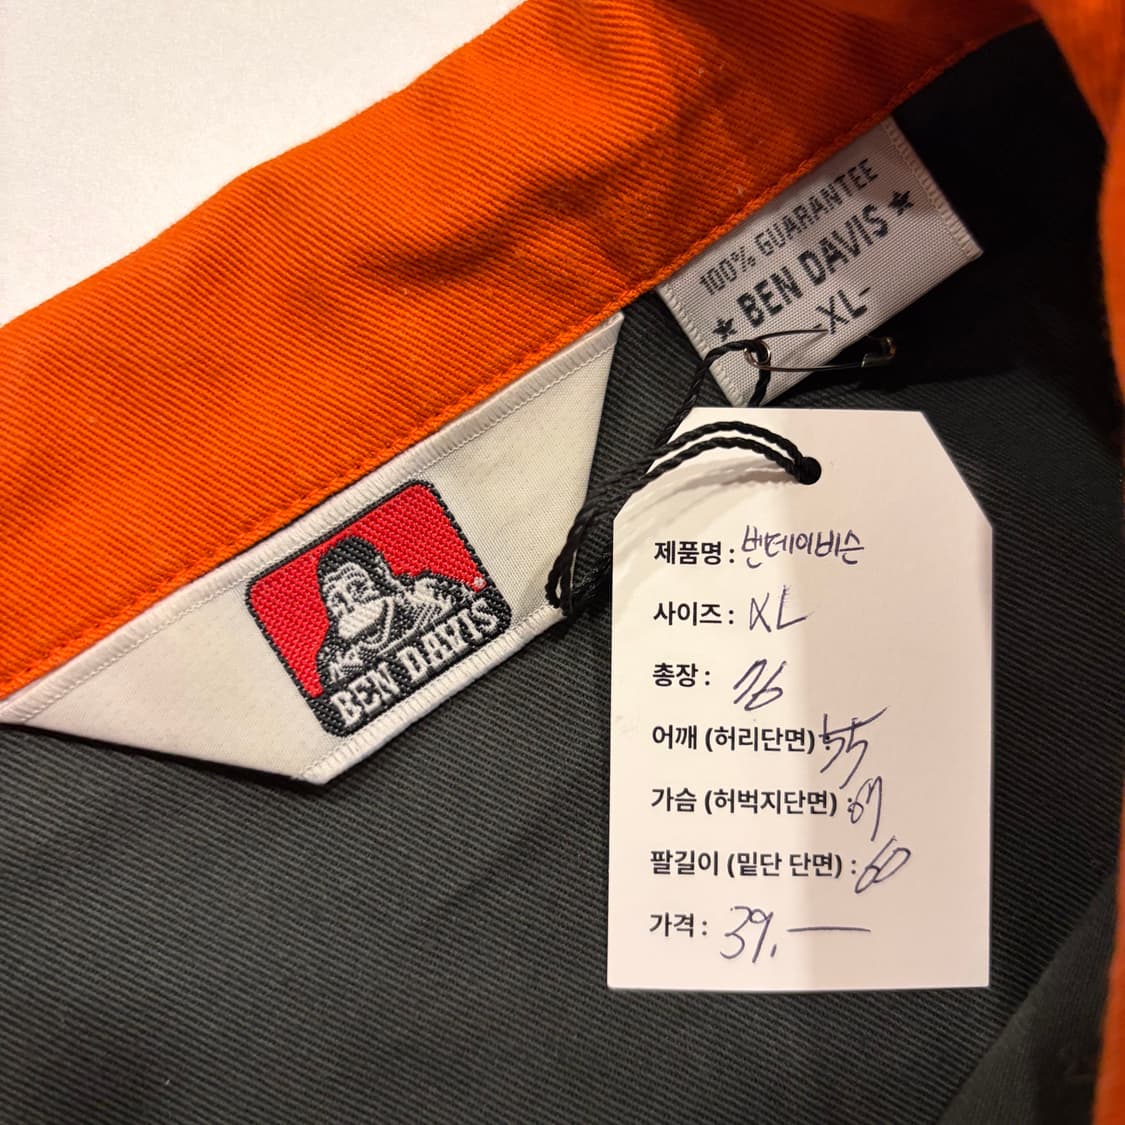 100% GUARANTEE
★ BEN DAVIS ★
-XL-
BEN DAVIS
제품명 : 벤데이비슨
사이즈 : XL
총장 : 76
어깨 (허리단면) : 55
가슴 (허벅지단면) : 67
팔길이 (밑단 단면) : 60
가격 : 39.—